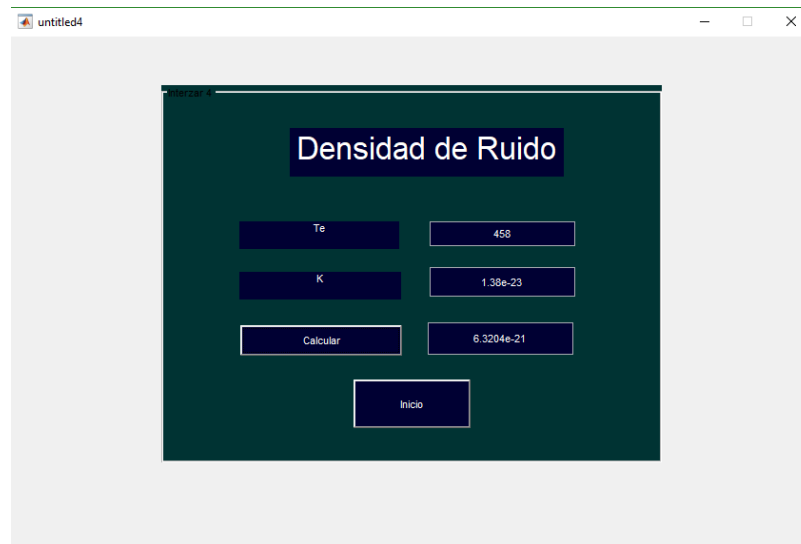 untitled4
Interzar 4
Densidad de Ruido
Te
458
K
1.38e-23
Calcular
6.3204e-21
Inicio